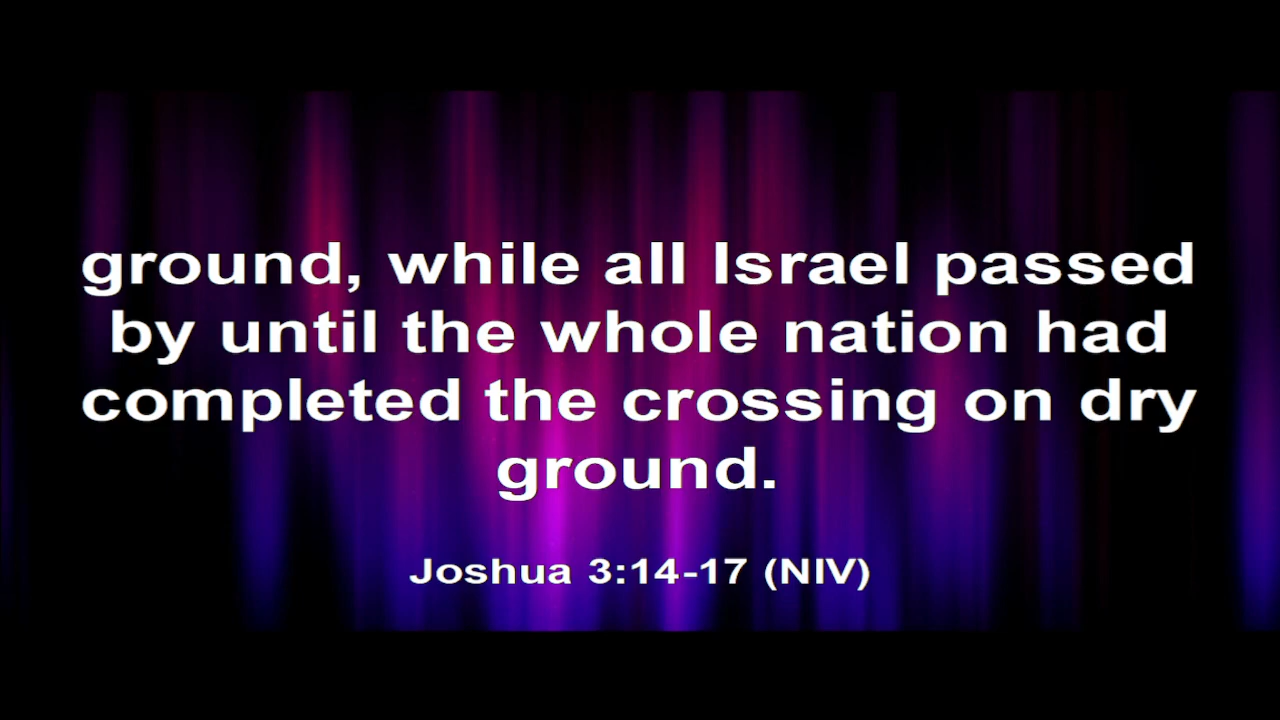 ground, while all Israel passed
by until the whole nation had
completed the crossing on dry
ground.
Joshua 3:14-17 (NIV)